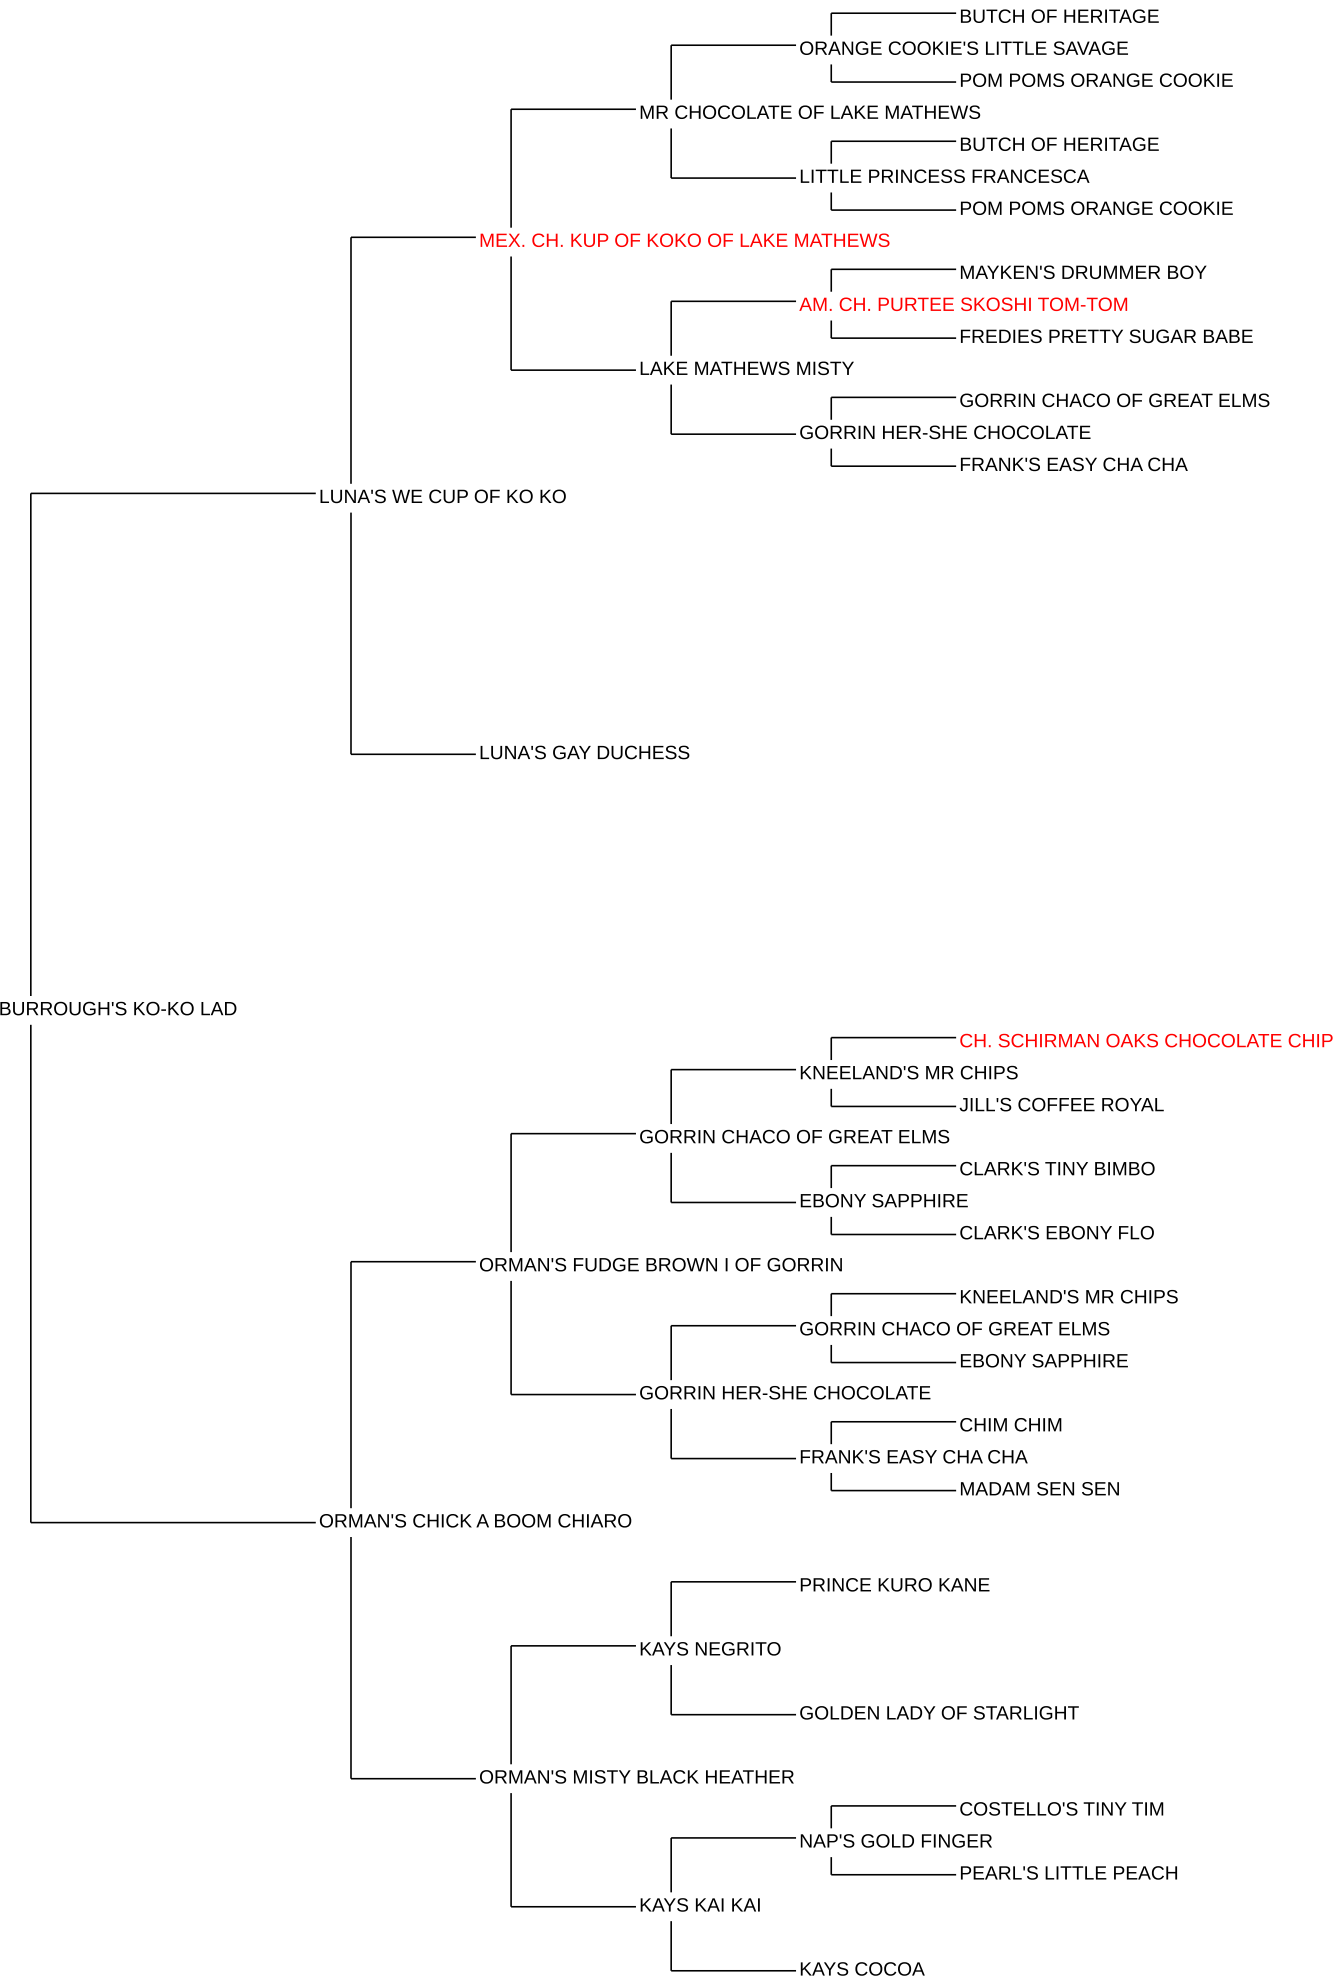 BUTCH OF HERITAGE
ORANGE COOKIE'S LITTLE SAVAGE
POM POMS ORANGE COOKIE
MR CHOCOLATE OF LAKE MATHEWS
BUTCH OF HERITAGE
LITTLE PRINCESS FRANCESCA
POM POMS ORANGE COOKIE
MEX. CH. KUP OF KOKO OF LAKE MATHEWS
MAYKEN'S DRUMMER BOY
AM. CH. PURTEE SKOSHI TOM-TOM
FREDIES PRETTY SUGAR BABE
LAKE MATHEWS MISTY
GORRIN CHACO OF GREAT ELMS
GORRIN HER-SHE CHOCOLATE
FRANK'S EASY CHA CHA
LUNA'S WE CUP OF KO KO
LUNA'S GAY DUCHESS
BURROUGH'S KO-KO LAD
CH. SCHIRMAN OAKS CHOCOLATE CHIP
KNEELAND'S MR CHIPS
JILL'S COFFEE ROYAL
GORRIN CHACO OF GREAT ELMS
CLARK'S TINY BIMBO
EBONY SAPPHIRE
CLARK'S EBONY FLO
ORMAN'S FUDGE BROWN I OF GORRIN
KNEELAND'S MR CHIPS
GORRIN CHACO OF GREAT ELMS
EBONY SAPPHIRE
GORRIN HER-SHE CHOCOLATE
CHIM CHIM
FRANK'S EASY CHA CHA
MADAM SEN SEN
ORMAN'S CHICK A BOOM CHIARO
PRINCE KURO KANE
KAYS NEGRITO
GOLDEN LADY OF STARLIGHT
ORMAN'S MISTY BLACK HEATHER
COSTELLO'S TINY TIM
NAP'S GOLD FINGER
PEARL'S LITTLE PEACH
KAYS KAI KAI
KAYS COCOA